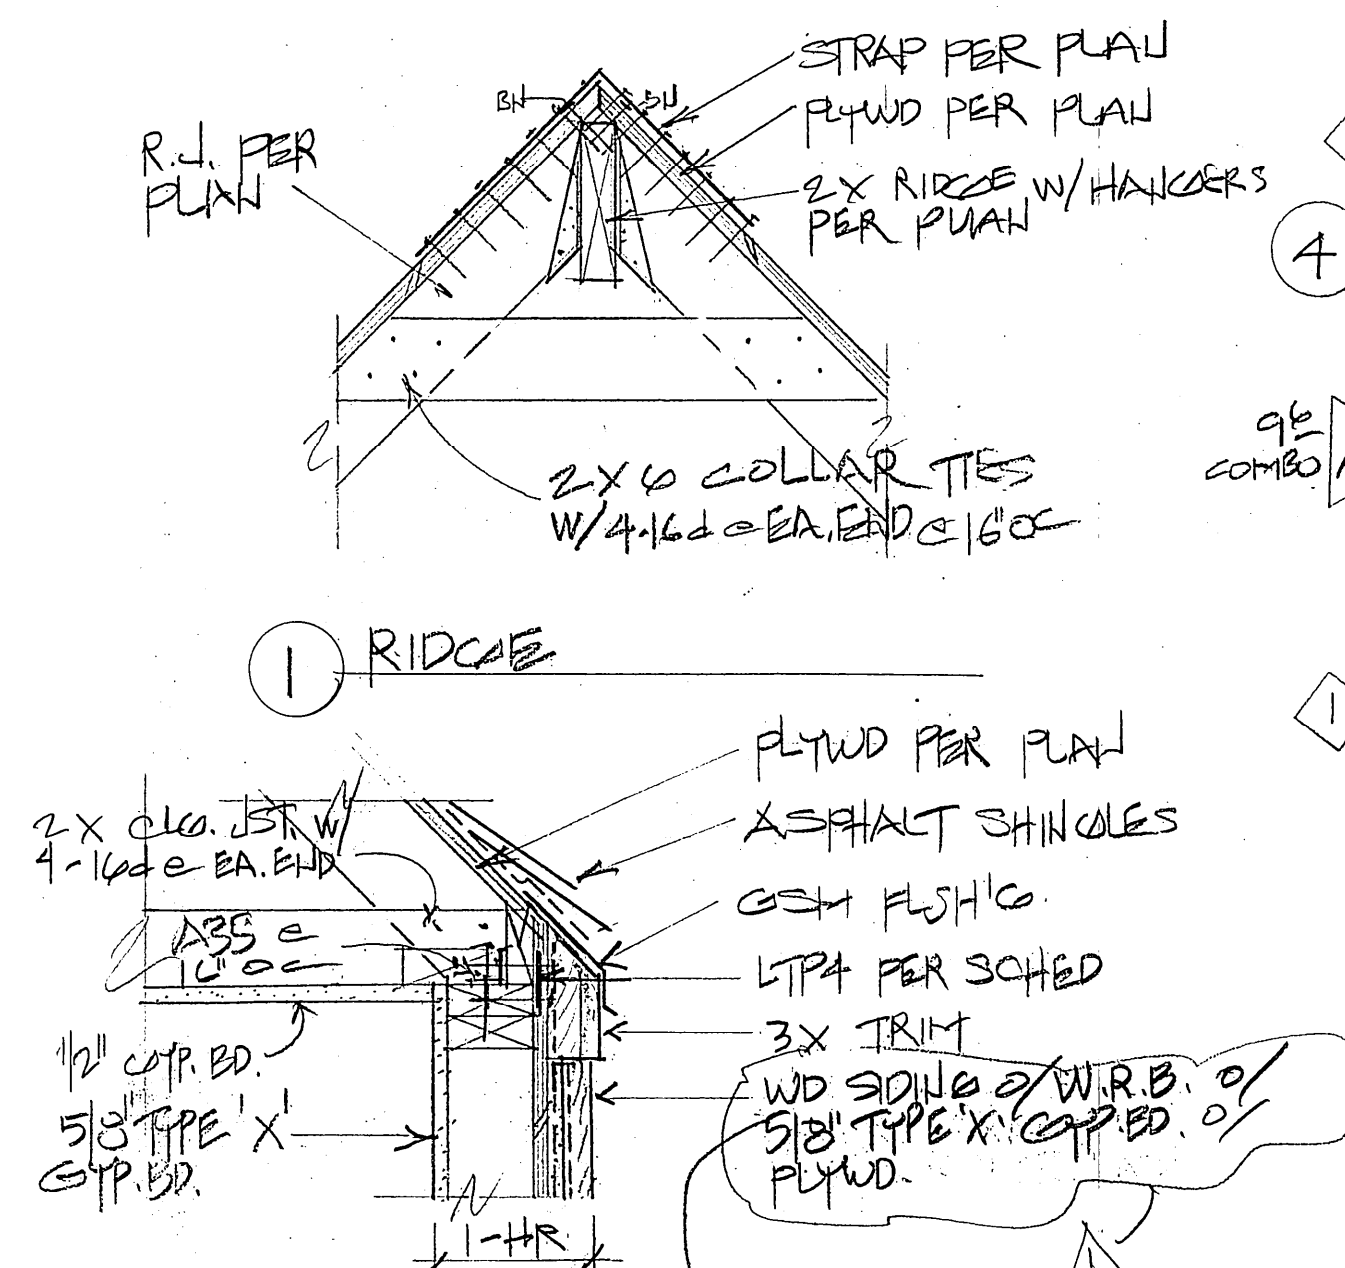 STRAP PER PLAN
BN
5N
PLYWD PER PLAN
R.J. PER
PLAN
2X RIDGE W/HANGERS
PER PLAN
4
96
COMBO
2X6 COLLAR TIES
W/4-16d @ EA. END @ 16" OC
1 RIDGE
1
PLYWD PER PLAN
2X CLG. JST. W/
4-16d @ EA. END
ASPHALT SHINGLES
GSM FLSH'G.
A35 @
16" OC
LTP4 PER SCHED
3X TRIM
1/2" GYP. BD.
WD SIDING O/ W.R.B. O/
5/8" TYPE 'X' GYP. BD. O/
PLYWD.
5/8" TYPE 'X'
GYP. BD.
1-HR
1